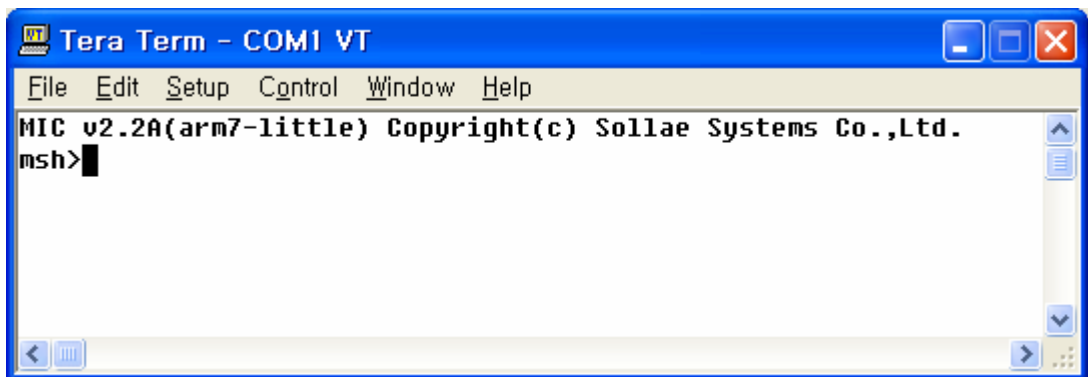 Tera Term - COM1 VT
File Edit Setup Control Window Help
MIC v2.2A(arm7-little) Copyright(c) Sollae Systems Co.,Ltd.
msh>